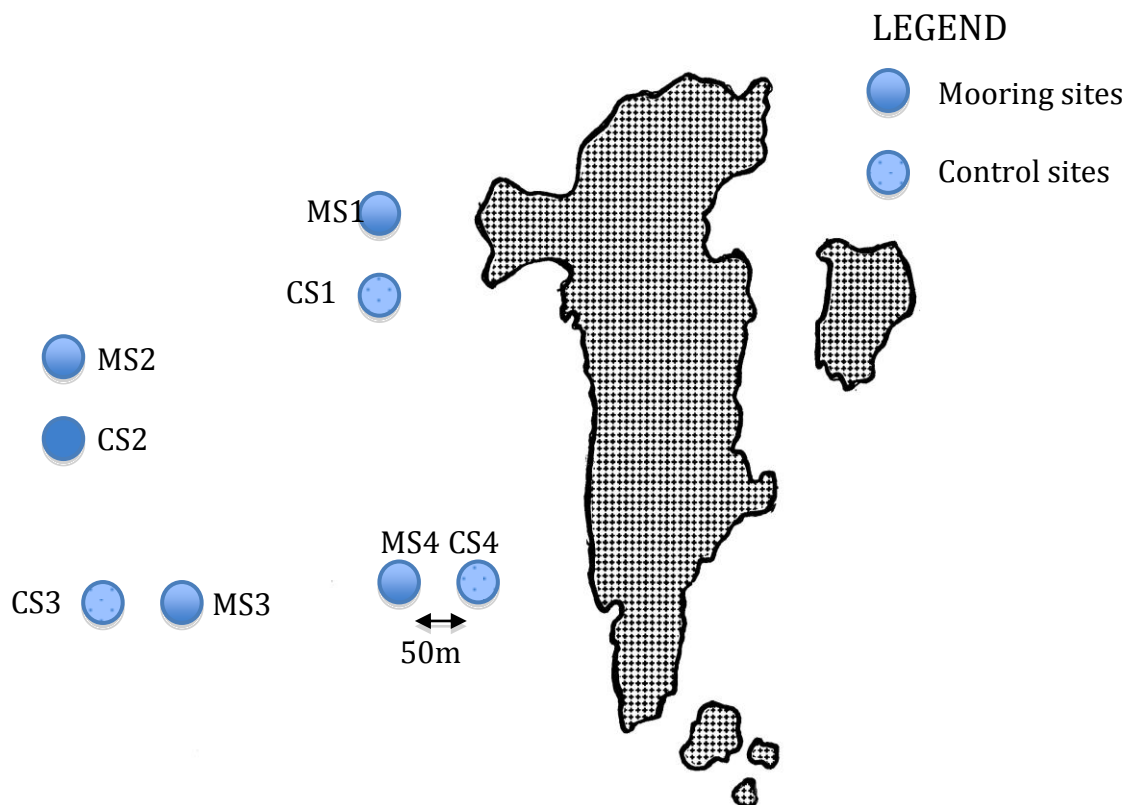 LEGEND
Mooring sites
Control sites
MS1
CS1
MS2
CS2
MS4 CS4
CS3
MS3
50m